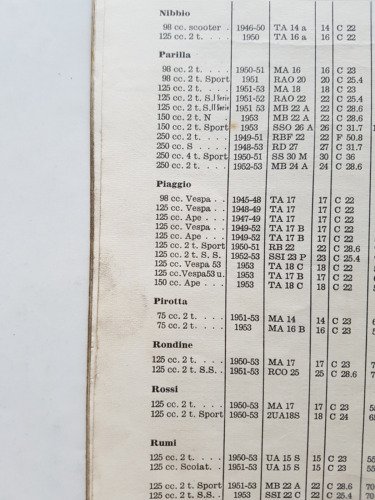 Nibbio
98 cc. scooter . 1946-50 TA 14 a 14 C 22
125 cc. 2 t. . . . 1950 TA 16 a 16 C 22
Parilla
98 cc. 2 t. . . . . 1950-51 MA 16 16 C 23
98 cc. 2 t. Sport 1951 RAO 20 20 C 25.4
125 cc. 2 t. . . . . 1951-53 MA 18 18 C 23
125 cc. 2 t. S.I serie 1951-52 RAO 22 22 C 25.4
125 cc. 2 t. S.II serie 1951 53 MB 22 A 22 C 28.6
150 cc. 2 t. N 1953 MB 22 A 22 C 28.6
150 cc. 2 t. Sport 1953 SSO 26 A 26 C 31.7
250 cc. 2 t. . . . . 1949-51 RBF 22 22 F 50.8
250 cc. S . . . . 1948-53 RD 27 27 C 31.7
250 cc. 4 t. Sport 1950-51 SS 30 M 30 C 36
250 cc. 2 t. . . . . 1952-53 MB 24 A 24 C 28.6
Piaggio
98 cc. Vespa . . 1945-48 TA 17 17 C 22
125 cc. Vespa . . 1948-49 TA 17 17 C 22
125 cc. Ape . . . 1947-49 TA 17 17 C 22
125 cc. Vespa . . 1949-52 TA 17 B 17 C 22
125 cc. Ape . . . 1949-52 TA 17 B 17 C 22
125 cc. 2 t. Sport 1950-51 RB 22 22 C 28.6
125 cc. 2 t. S. S. 1952-53 SSI 23 P 23 C 25.4
125 cc. Vespa 53 1953 TA 18 C 18 C 22
125 cc. Vespa 53 u. 1953 TA 17 B 17 C 22
150 cc. Ape . . . 1953 TA 18 C 18 C 22
Pirotta
75 cc. 2 t. . . . . 1951-53 MA 14 14 C 23
75 cc. 2 t. . . . . 1953 MA 16 B 16 C 23
Rondine
125 cc. 2 t. . . . . 1950-53 MA 17 17 C 23
125 cc. 2 t. S.S. . 1951-53 RCO 25 25 C 28.6
Rossi
125 cc. 2 t. . . . . 1950-53 MA 17 17 C 23
125 cc. 2 t. Sport 1950-53 2UA18S 18 C 24
Rumi
125 cc. 2 t. . . . . 1950-53 UA 15 S 15 C 23 55
125 cc. Scoiat. . . 1951-53 UA 15 S 15 C 23 55
125 cc. 2 t. Sport 1951-53 MB 22 A 22 C 28.6 70
125 cc. 2 t. S.S. . 1953 SSI 22 C 22 C 25.4